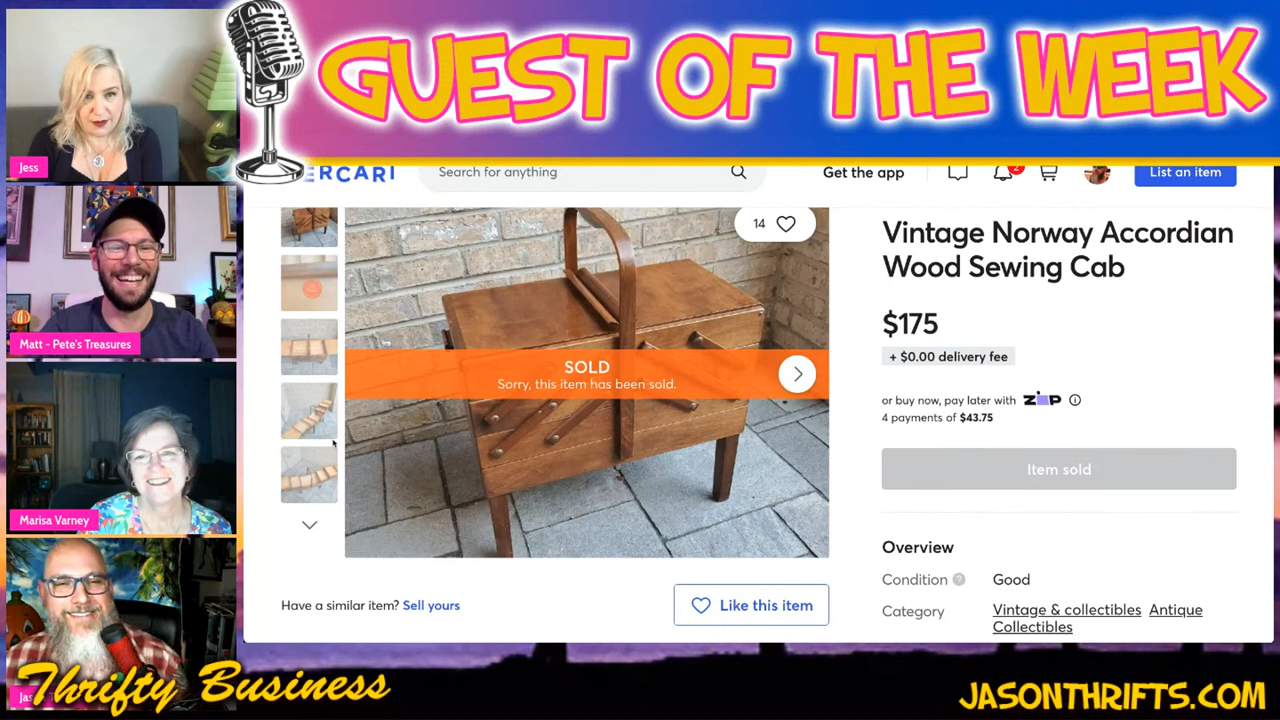 GUEST OF THE WEEK
Jess
ERCARI
Search for anything
Get the app
2
List an item
Matt - Pete's Treasures
14
Vintage Norway Accordian
Wood Sewing Cab
$175
+ $0.00 delivery fee
SOLD
Sorry, this item has been sold.
or buy now, pay later with ZIP
4 payments of $43.75
Item sold
Marisa Varney
Overview
Condition ?
Good
Category
Vintage & collectibles Antique
Collectibles
Have a similar item? Sell yours
Like this item
Thrifty Business
JASONTHRIFTS.COM